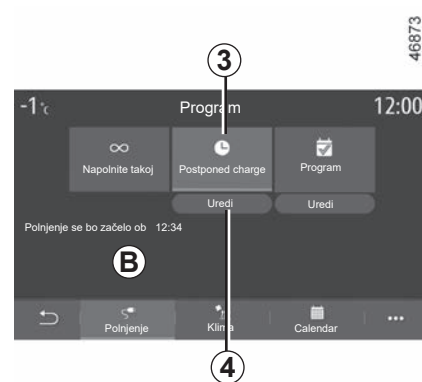 46873
3
-1°c Program 12:00
Napolnite takoj Postponed charge Program
Uredi Uredi
Polnjenje se bo začelo ob 12:34
B
Polnjenje Klima Calendar
4